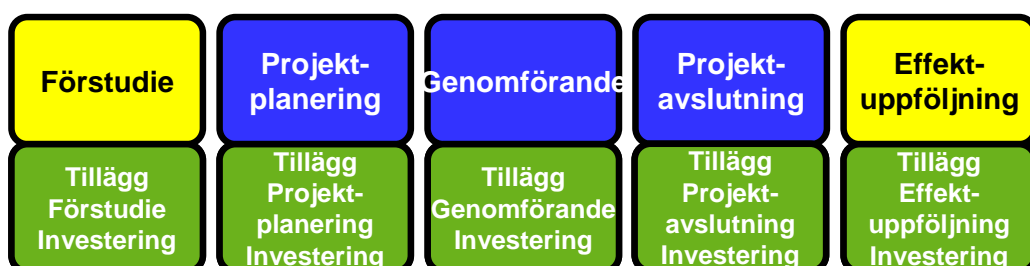 Förstudie
Projekt-
planering
Genomförande
Projekt-
avslutning
Effekt-
uppföljning
Tillägg
Förstudie
Investering
Tillägg
Projekt-
planering
Investering
Tillägg
Genomförande
Investering
Tillägg
Projekt-
avslutning
Investering
Tillägg
Effekt-
uppföljning
Investering